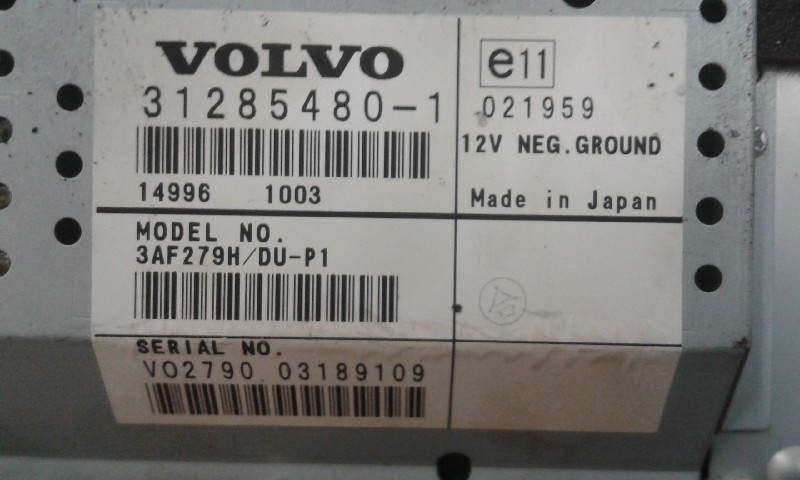 VOLVO
31285480-1
14996 1003
e11
021959
12V NEG.GROUND
Made in Japan
MODEL NO.
3AF279H/DU-P1
SERIAL NO.
VO2790 03189109